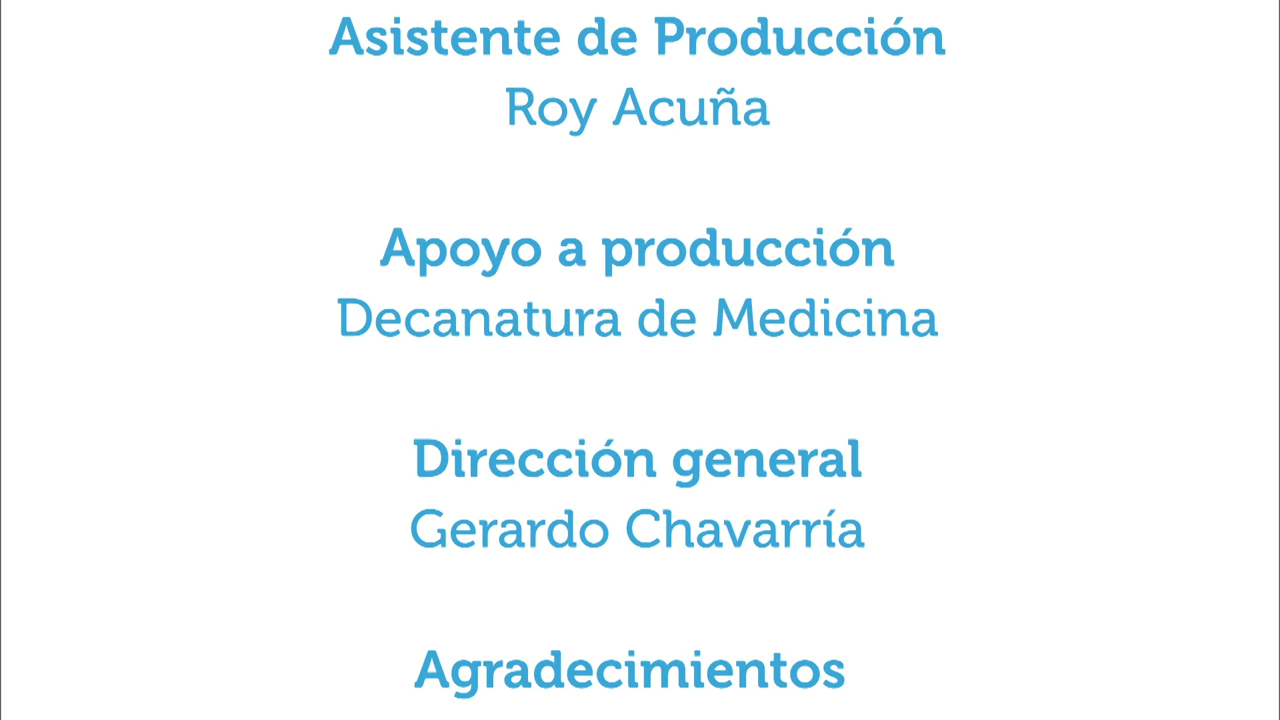 Asistente de Producción
Roy Acuña
Apoyo a producción
Decanatura de Medicina
Dirección general
Gerardo Chavarría
Agradecimientos